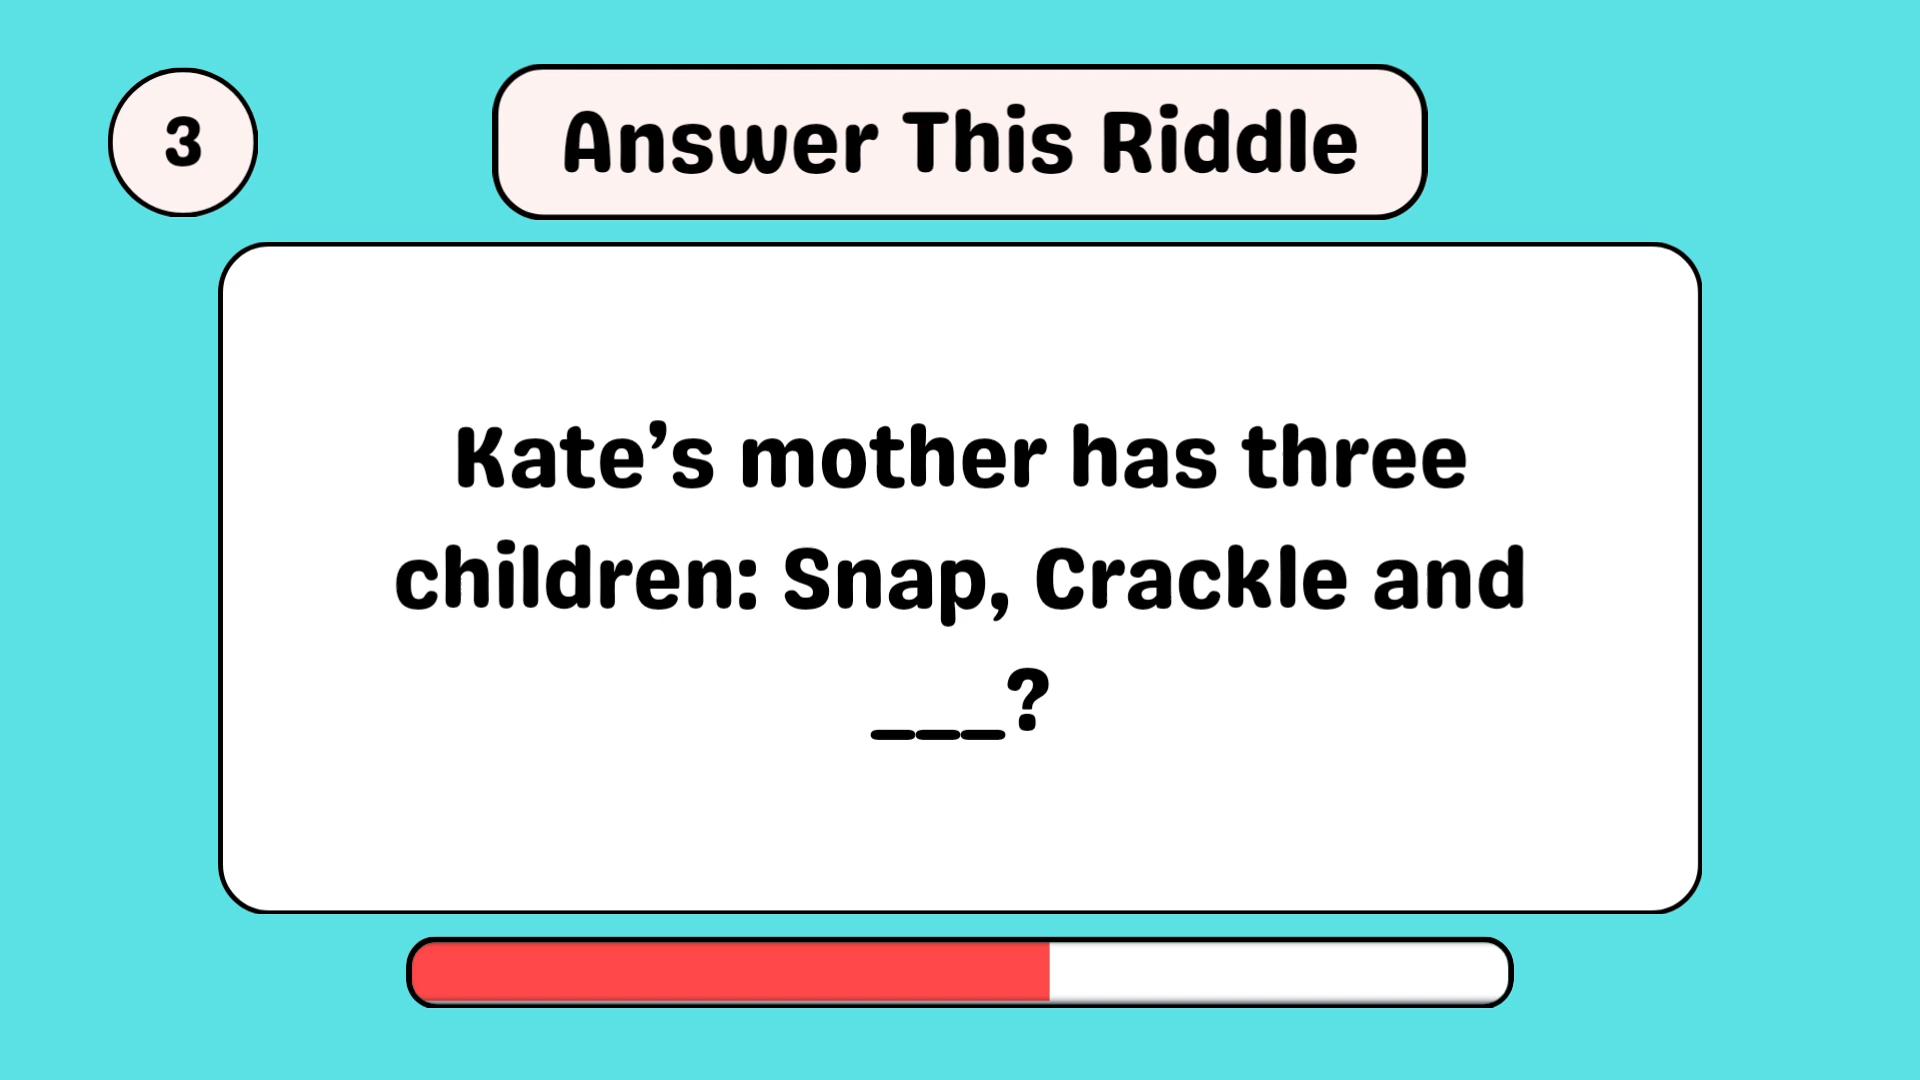 3
Answer This Riddle
Kate’s mother has three
children: Snap, Crackle and
___?